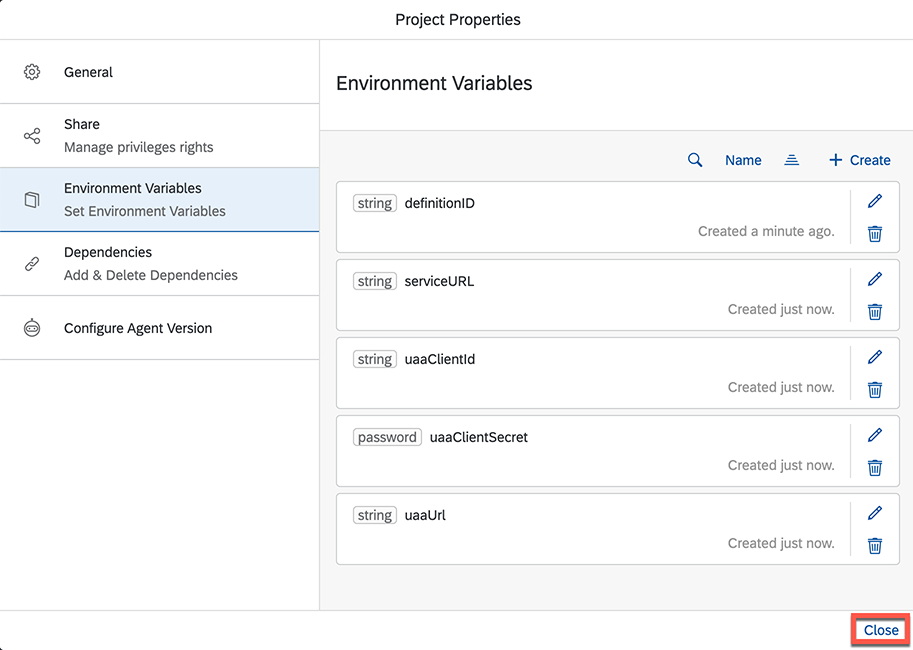 Project Properties
General
Share
Manage privileges rights
Environment Variables
Set Environment Variables
Dependencies
Add & Delete Dependencies
Configure Agent Version
Environment Variables
Name
Create
string definitionID
Created a minute ago.
string serviceURL
Created just now.
string uaaClientId
Created just now.
password uaaClientSecret
Created just now.
string uaaUrl
Created just now.
Close